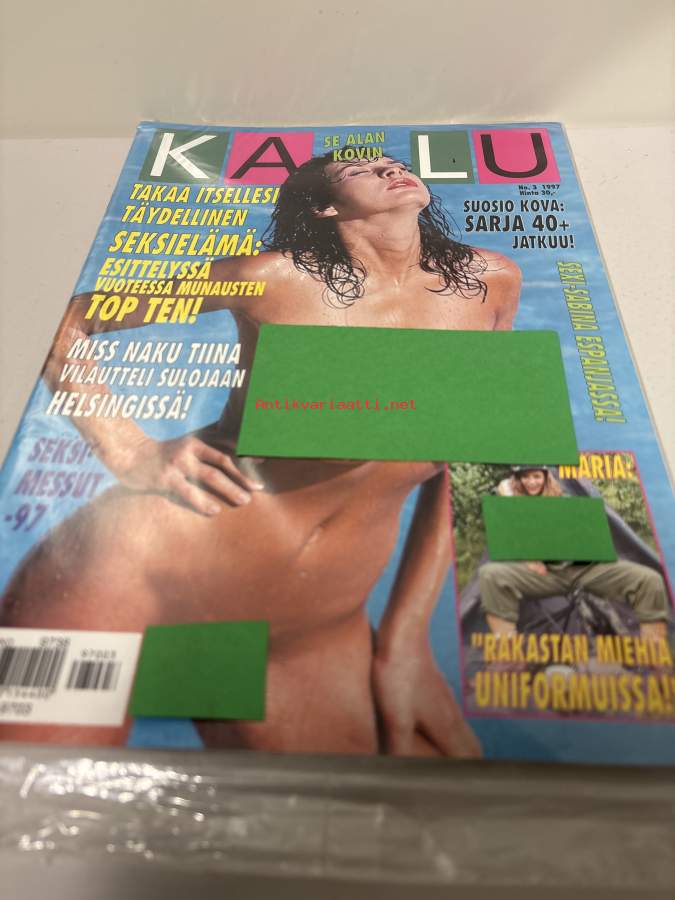 KALU
SE ALAN
KOVIN
No. 3 1997
Hinta 30,-
TAKAA ITSELLESI
TÄYDELLINEN
SEKSIELÄMÄ:
ESITTELYSSÄ
VUOTEESSA MUNAUSTEN
TOP TEN!
SUOSIO KOVA:
SARJA 40+
JATKUU!
SEXI-SABINA ESPANJASSA!
MISS NAKU TIINA
VILAUTTELI SULOJAAN
HELSINGISSÄ!
Antikvariaatti.net
SEKSI-
MESSUT
-97
MARIA:
"RAKASTAN MIEHIÄ
UNIFORMUISSA!"
97003